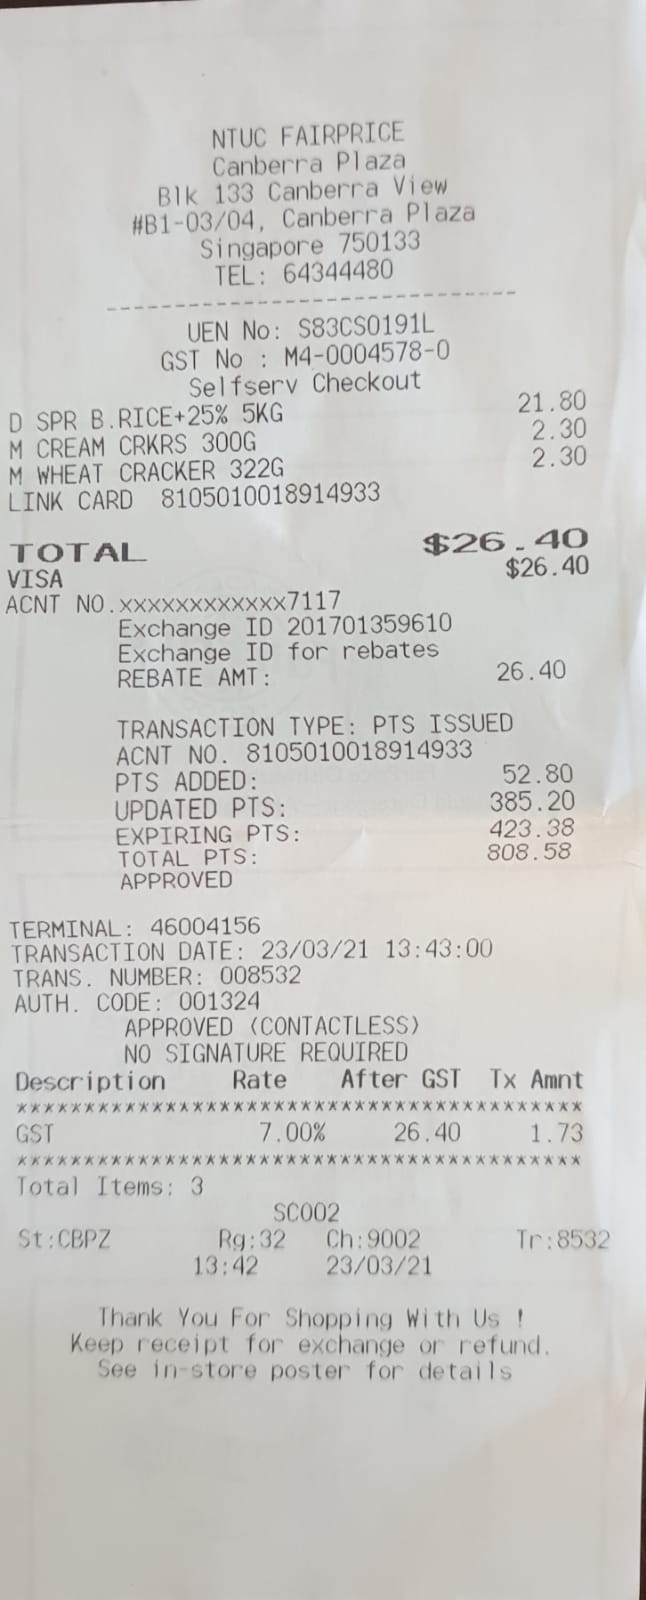 NTUC FAIRPRICE
Canberra Plaza
Blk 133 Canberra View
#B1-03/04, Canberra Plaza
Singapore 750133
TEL: 64344480
------------------------------
UEN No: S83CS0191L
GST No : M4-0004578-0
Selfserv Checkout
D SPR B.RICE+25% 5KG 21.80
M CREAM CRKRS 300G 2.30
M WHEAT CRACKER 322G 2.30
LINK CARD 8105010018914933
TOTAL $26.40
VISA $26.40
ACNT NO.xxxxxxxxxxxx7117
Exchange ID 201701359610
Exchange ID for rebates
REBATE AMT: 26.40
TRANSACTION TYPE: PTS ISSUED
ACNT NO. 8105010018914933
PTS ADDED: 52.80
UPDATED PTS: 385.20
EXPIRING PTS: 423.38
TOTAL PTS: 808.58
APPROVED
TERMINAL: 46004156
TRANSACTION DATE: 23/03/21 13:43:00
TRANS. NUMBER: 008532
AUTH. CODE: 001324
APPROVED (CONTACTLESS)
NO SIGNATURE REQUIRED
Description Rate After GST Tx Amnt
******************************************
GST 7.00% 26.40 1.73
******************************************
Total Items: 3
SC002
St:CBPZ Rg:32 Ch:9002 Tr:8532
13:42 23/03/21
Thank You For Shopping With Us !
Keep receipt for exchange or refund.
See in-store poster for details